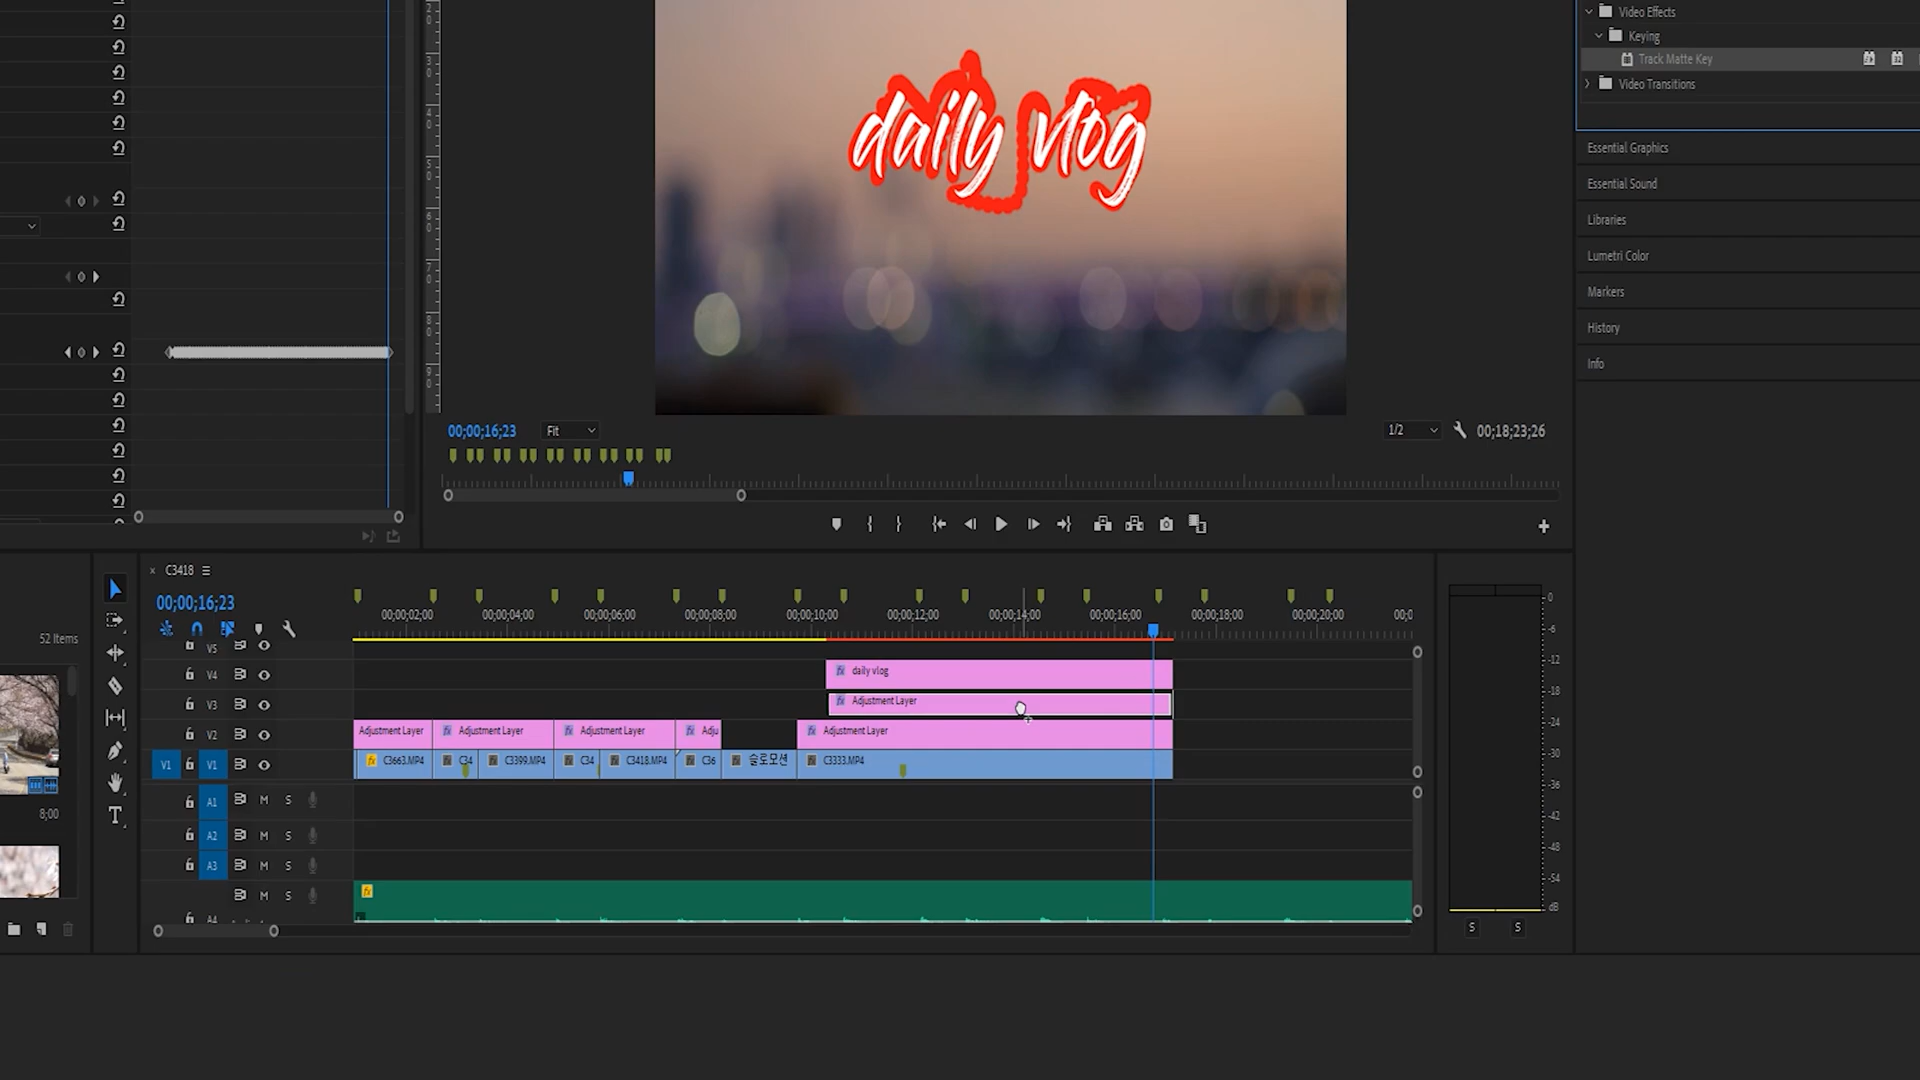 Video Effects
Keying
Track Matte Key
Video Transitions
Essential Graphics
Essential Sound
Libraries
Lumetri Color
Markers
History
Info
daily vlog
00;00;16;23
Fit
1/2
00;18;23;26
52 Items
8;00
× C3418
00;00;16;23
00;00;02;00 00;00;04;00 00;00;06;00 00;00;08;00 00;00;10;00 00;00;12;00 00;00;14;00 00;00;16;00 00;00;18;00 00;00;20;00 00;0
V5
V4 daily vlog
V3 Adjustment Layer
V2 Adjustment Layer Adjustment Layer Adjustment Layer Adju Adjustment Layer
V1 V1 C3663.MP4 C34 C3399.MP4 C34 C3418.MP4 C36 슬로모션 C3333.MP4
A1 M S
A2 M S
A3 M S
M S
A4
fx
0
-6
-12
-18
-24
-30
-36
-42
-48
-54
dB
S S